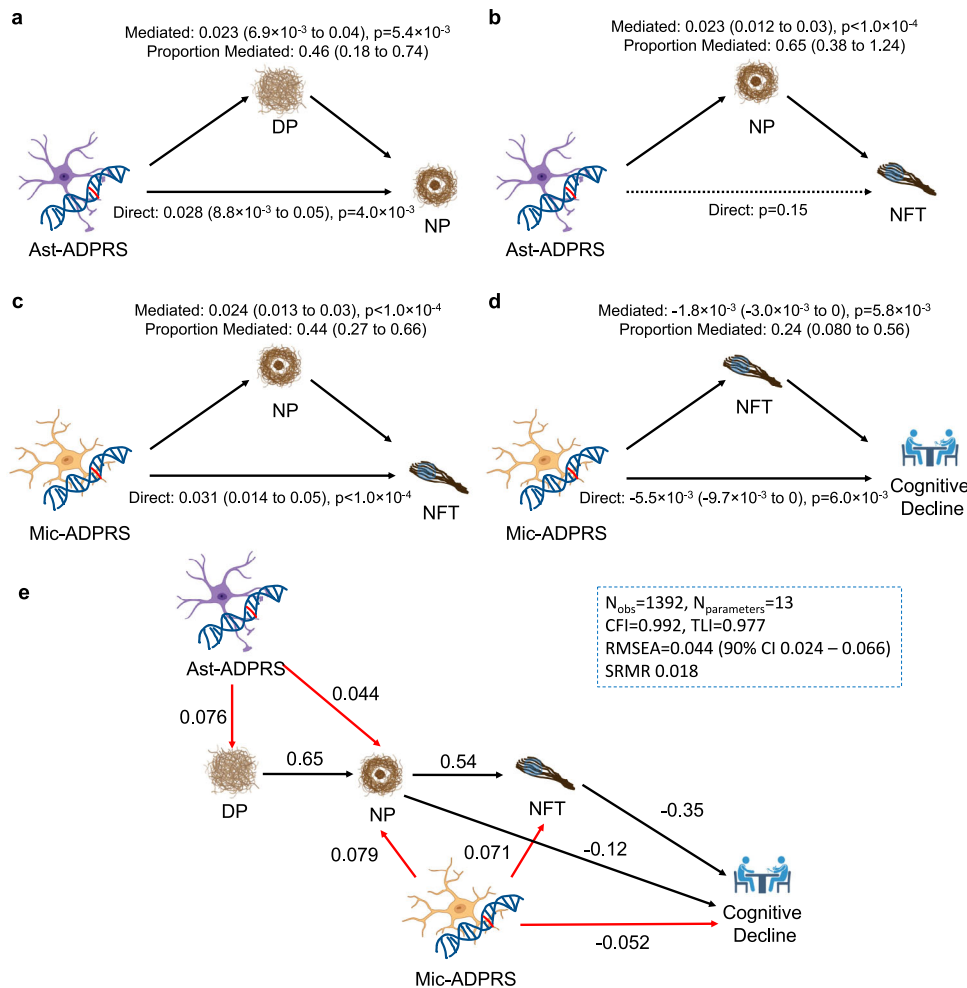 a
Mediated: 0.023 (6.9×10⁻³ to 0.04), p=5.4×10⁻³
Proportion Mediated: 0.46 (0.18 to 0.74)
DP
Direct: 0.028 (8.8×10⁻³ to 0.05), p=4.0×10⁻³
NP
Ast-ADPRS
b
Mediated: 0.023 (0.012 to 0.03), p<1.0×10⁻⁴
Proportion Mediated: 0.65 (0.38 to 1.24)
NP
Direct: p=0.15
NFT
Ast-ADPRS
c
Mediated: 0.024 (0.013 to 0.03), p<1.0×10⁻⁴
Proportion Mediated: 0.44 (0.27 to 0.66)
NP
Direct: 0.031 (0.014 to 0.05), p<1.0×10⁻⁴
NFT
Mic-ADPRS
d
Mediated: -1.8×10⁻³ (-3.0×10⁻³ to 0), p=5.8×10⁻³
Proportion Mediated: 0.24 (0.080 to 0.56)
NFT
Direct: -5.5×10⁻³ (-9.7×10⁻³ to 0), p=6.0×10⁻³
Cognitive
Decline
Mic-ADPRS
e
N_obs=1392, N_parameters=13
CFI=0.992, TLI=0.977
RMSEA=0.044 (90% CI 0.024 – 0.066)
SRMR 0.018
Ast-ADPRS
0.076
0.044
0.65
0.54
DP
NP
NFT
-0.35
0.079
0.071
-0.12
-0.052
Cognitive
Decline
Mic-ADPRS